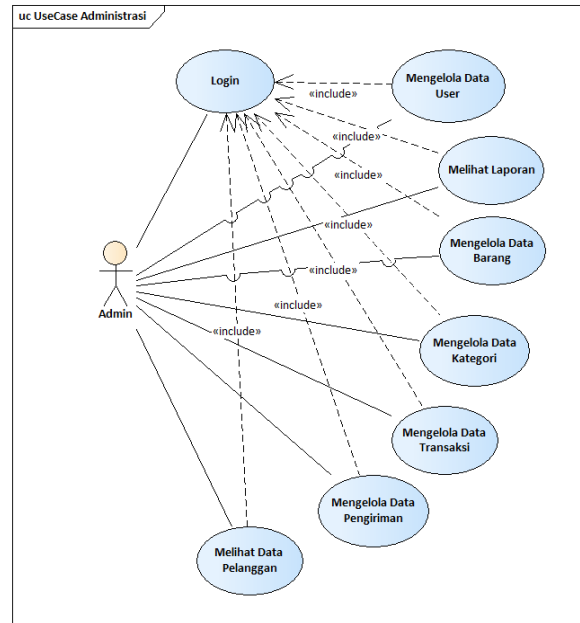 uc UseCase Administrasi
Login
Mengelola Data
User
«include»
«include»
Melihat Laporan
«include»
«include»
Mengelola Data
Barang
«include»
Admin
«include»
«include»
Mengelola Data
Kategori
Mengelola Data
Transaksi
Mengelola Data
Pengiriman
Melihat Data
Pelanggan